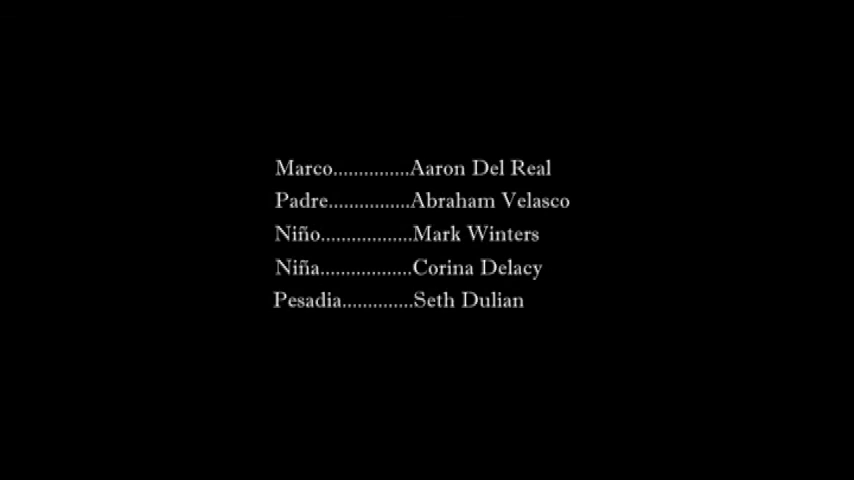 Marco...............Aaron Del Real
Padre................Abraham Velasco
Niño..................Mark Winters
Niña..................Corina Delacy
Pesadia..............Seth Dulian